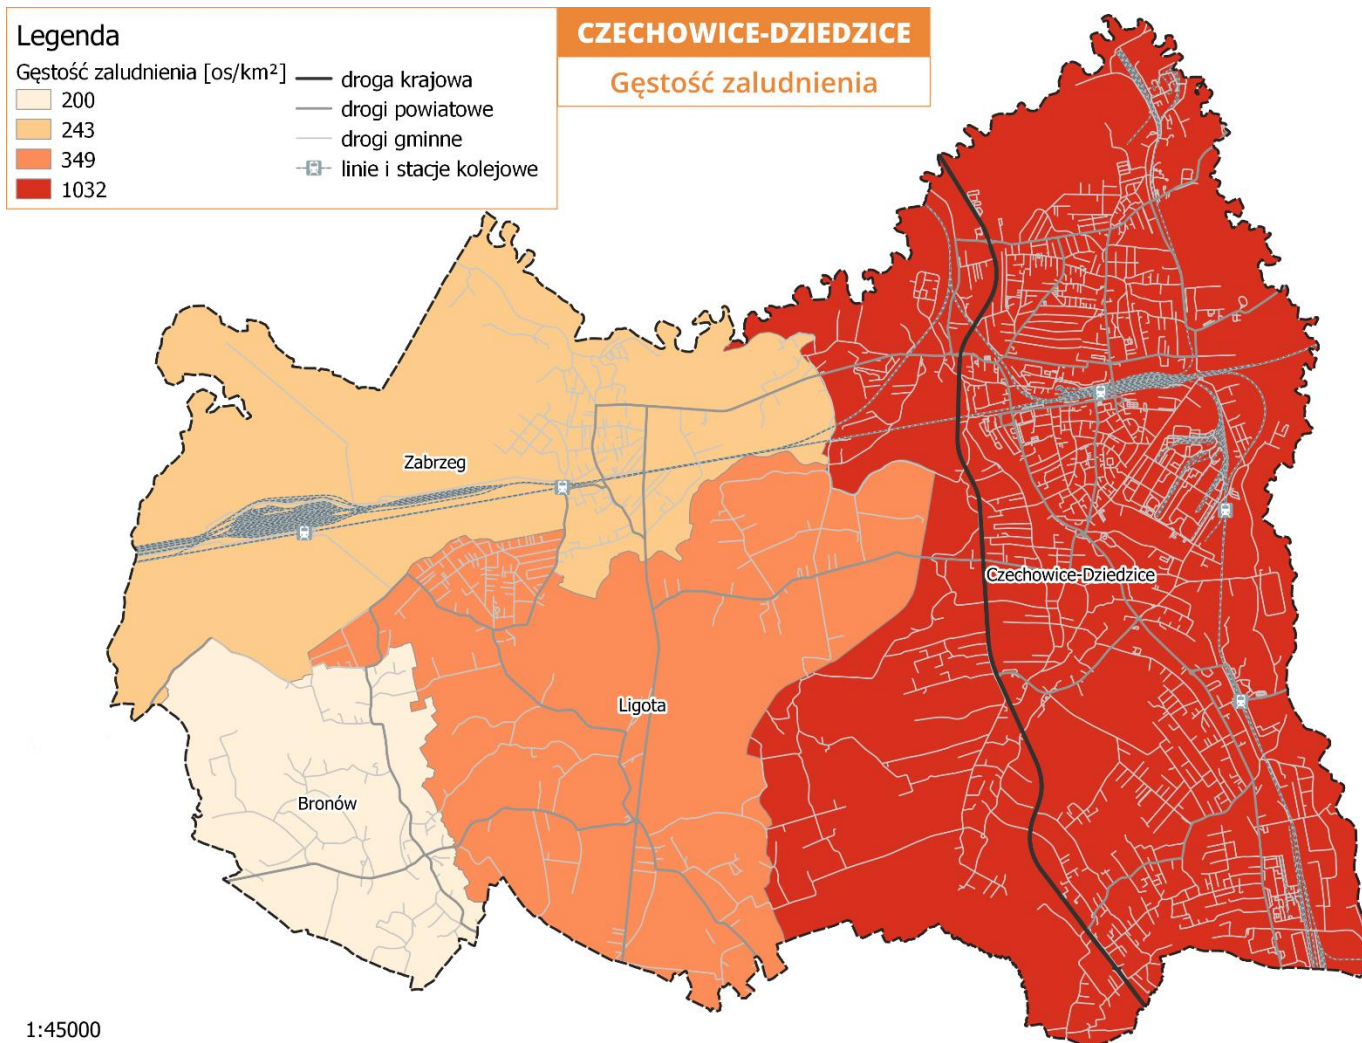 Legenda
Gęstość zaludnienia [os/km²]
200
243
349
1032
droga krajowa
drogi powiatowe
drogi gminne
linie i stacje kolejowe
CZECHOWICE-DZIEDZICE
Gęstość zaludnienia
Zabrzeg
Czechowice-Dziedzice
Ligota
Bronów
1:45000